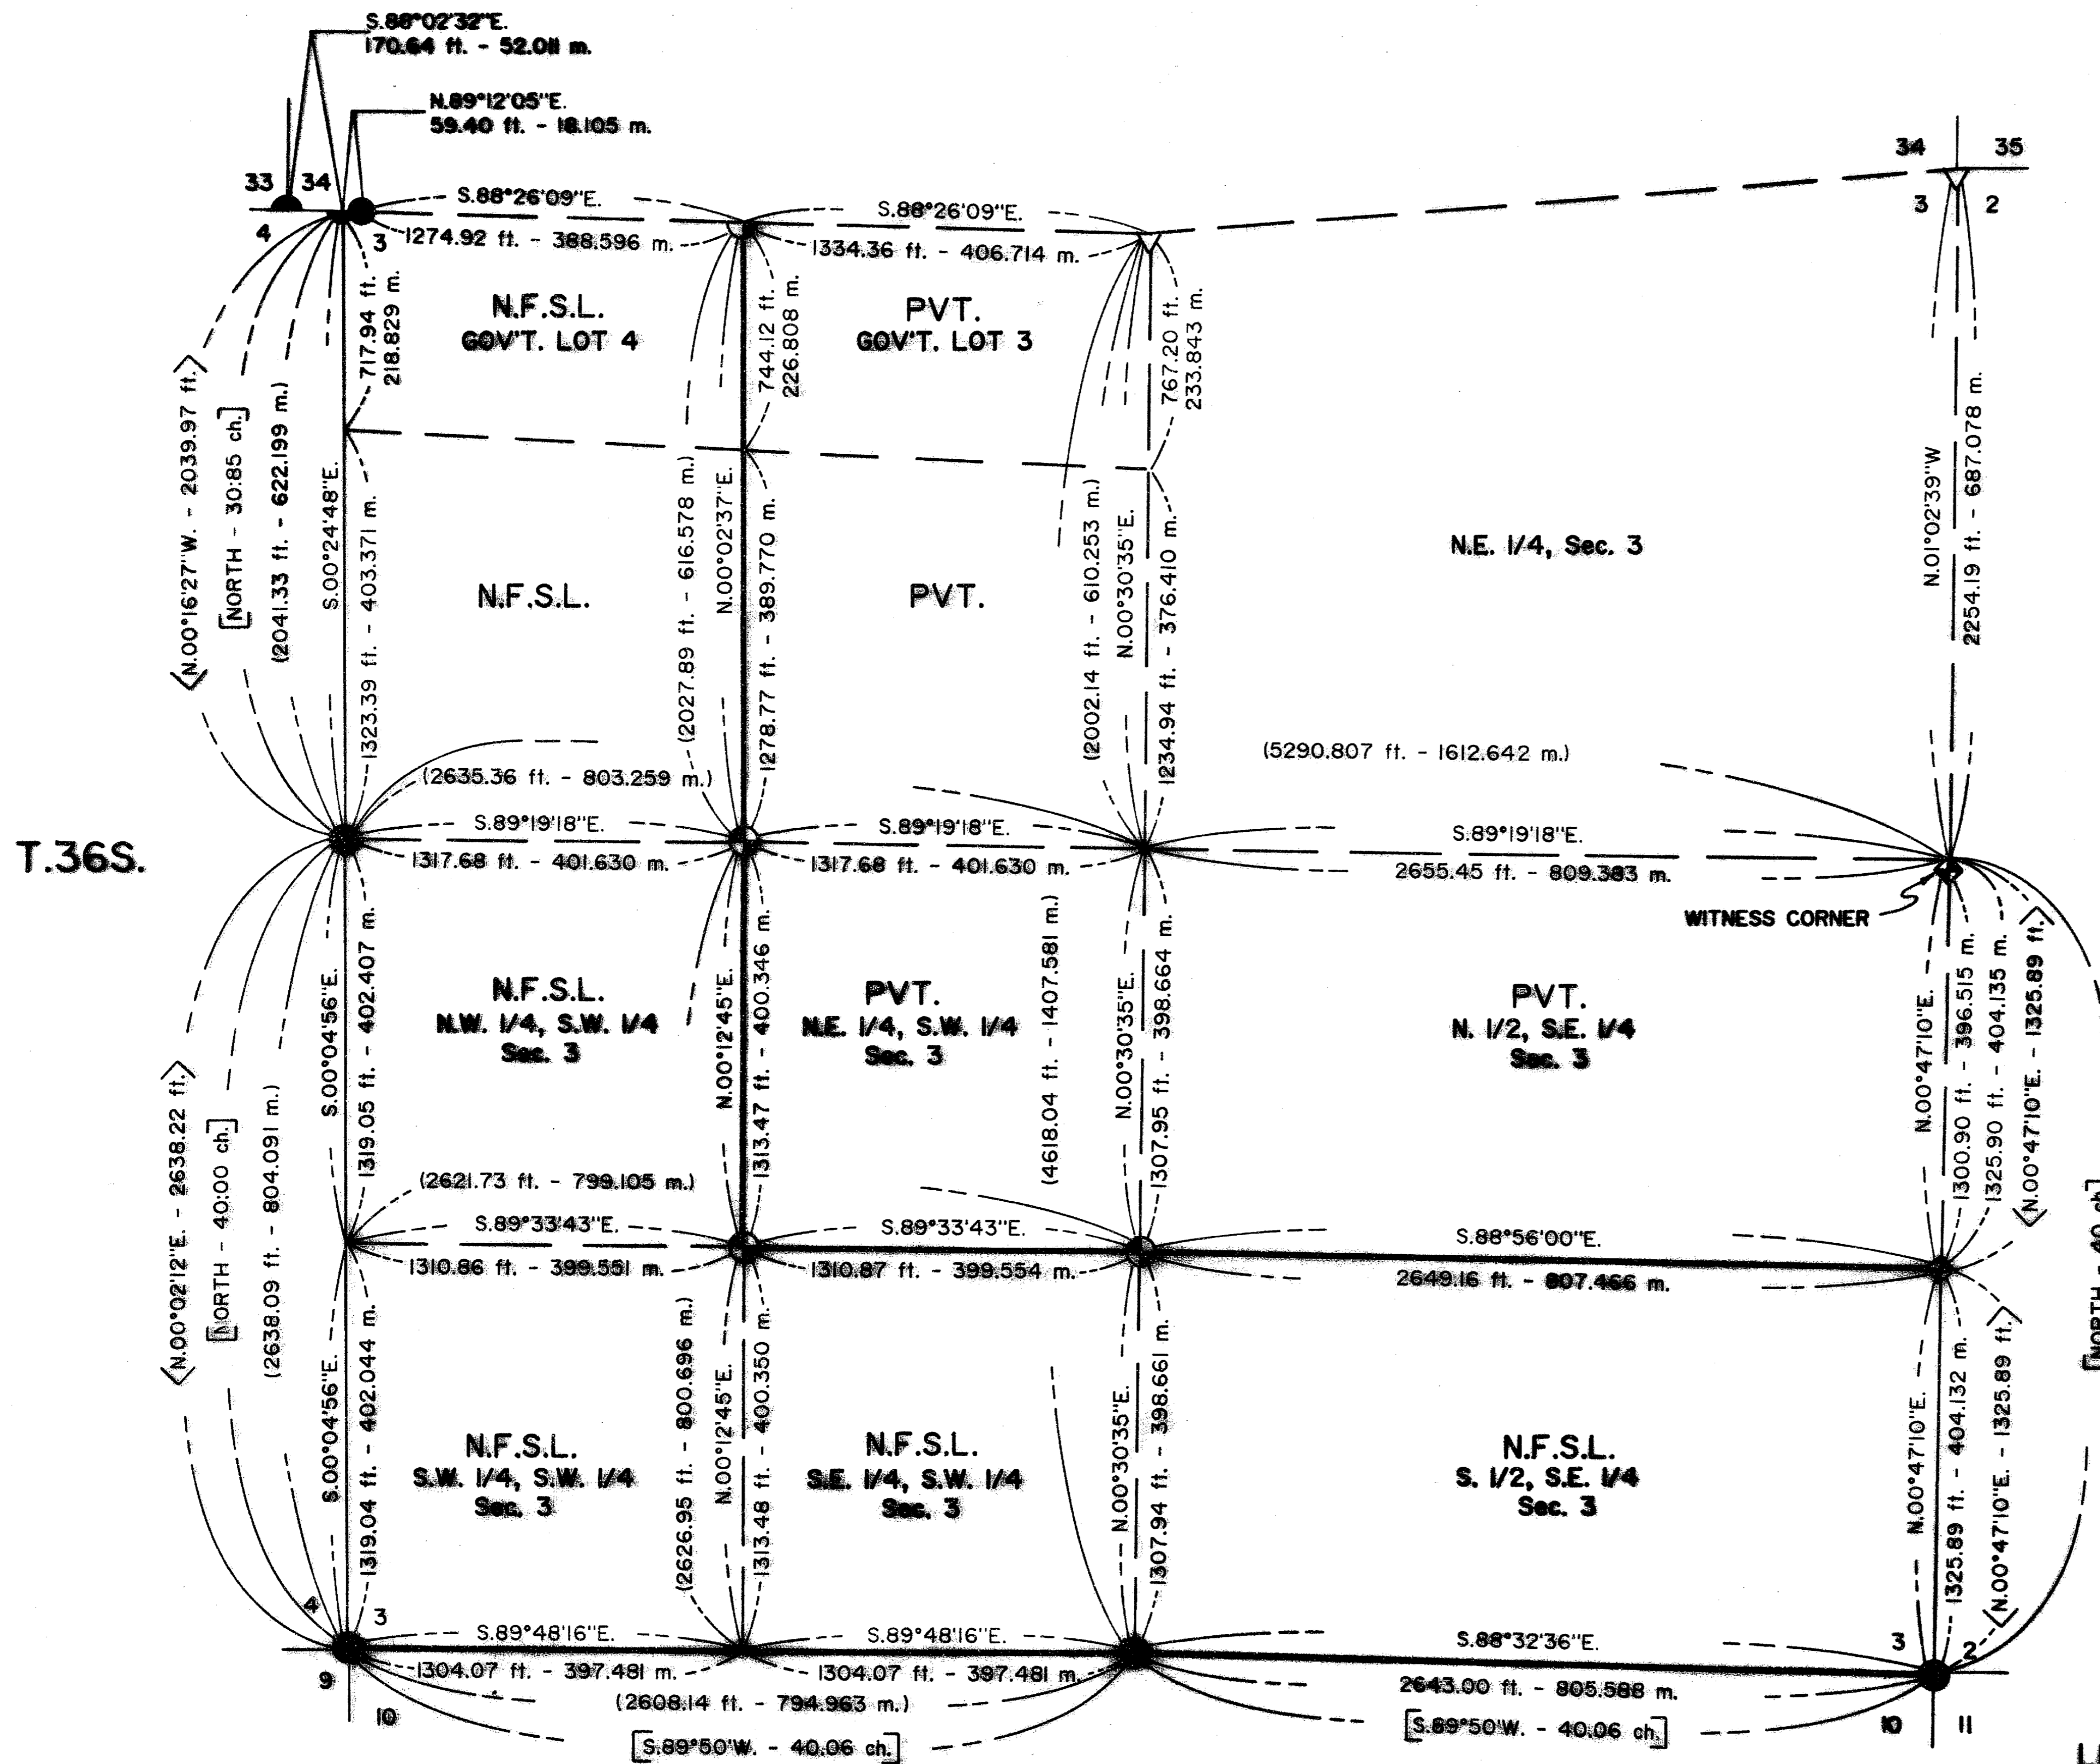 S.88°02'32"E.
170.64 ft. - 52.011 m.
N.89°12'05"E.
59.40 ft. - 18.105 m.
33 34
4 3
34 35
3 2
S.88°26'09"E.
1274.92 ft. - 388.596 m.
S.88°26'09"E.
1334.36 ft. - 406.714 m.
N.F.S.L.
GOV'T. LOT 4
PVT.
GOV'T. LOT 3
717.94 ft.
218.829 m.
744.12 ft.
226.808 m.
767.20 ft.
233.843 m.
<N.00°16'27"W. - 2039.97 ft.>
[NORTH - 30:85 ch.]
(2041.33 ft. - 622.199 m.)
S.00°24'48"E.
1323.39 ft. - 403.371 m.
N.F.S.L.
(2027.89 ft. - 616.578 m.)
N.00°02'37"E.
1278.77 ft. - 389.770 m.
PVT.
(2002.14 ft. - 610.253 m.)
N.00°30'35"E.
1234.94 ft. - 376.410 m.
N.E. 1/4, Sec. 3
N.01°02'39"W
2254.19 ft. - 687.078 m.
(5290.807 ft. - 1612.642 m.)
(2635.36 ft. - 803.259 m.)
S.89°19'18"E.
1317.68 ft. - 401.630 m.
S.89°19'18"E.
1317.68 ft. - 401.630 m.
S.89°19'18"E.
2655.45 ft. - 809.383 m.
T.36S.
WITNESS CORNER
<N.00°02'12"E. - 2638.22 ft.>
[NORTH - 40:00 ch.]
(2638.09 ft. - 804.091 m.)
S.00°04'56"E.
1319.05 ft. - 402.407 m.
N.F.S.L.
N.W. 1/4, S.W. 1/4
Sec. 3
N.00°12'45"E.
1313.47 ft. - 400.346 m.
PVT.
N.E. 1/4, S.W. 1/4
Sec. 3
(4618.04 ft. - 1407.581 m.)
N.00°30'35"E.
1307.95 ft. - 398.664 m.
PVT.
N. 1/2, S.E. 1/4
Sec. 3
N.00°47'10"E.
1300.90 ft. - 396.515 m.
1325.90 ft. - 404.135 m.
<N.00°47'10"E. - 1325.89 ft.>
[NORTH - 40 ch.]
(2621.73 ft. - 799.105 m.)
S.89°33'43"E.
1310.86 ft. - 399.551 m.
S.89°33'43"E.
1310.87 ft. - 399.554 m.
S.88°56'00"E.
2649.16 ft. - 807.466 m.
S.00°04'56"E.
1319.04 ft. - 402.044 m.
N.F.S.L.
S.W. 1/4, S.W. 1/4
Sec. 3
(2626.95 ft. - 800.696 m.)
N.00°12'45"E.
1313.48 ft. - 400.350 m.
N.F.S.L.
S.E. 1/4, S.W. 1/4
Sec. 3
N.00°30'35"E.
1307.94 ft. - 398.661 m.
N.F.S.L.
S. 1/2, S.E. 1/4
Sec. 3
N.00°47'10"E.
1325.89 ft. - 404.132 m.
<N.00°47'10"E. - 1325.89 ft.>
4 3
9 10
S.89°48'16"E.
1304.07 ft. - 397.481 m.
S.89°48'16"E.
1304.07 ft. - 397.481 m.
(2608.14 ft. - 794.963 m.)
[S.89°50'W. - 40.06 ch.]
S.88°32'36"E.
2643.00 ft. - 805.588 m.
[S.89°50'W. - 40.06 ch.]
3 2
10 11